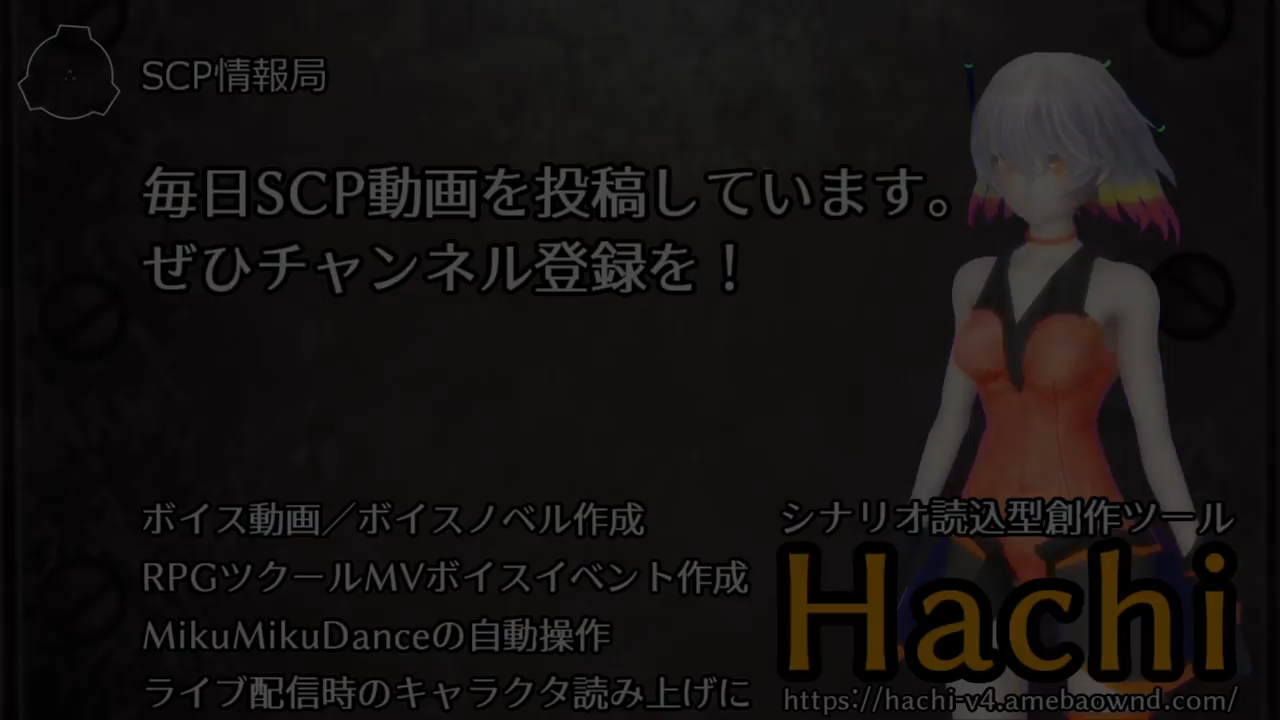 SCP情報局
毎日SCP動画を投稿しています。
ぜひチャンネル登録を！
ボイス動画／ボイスノベル作成
RPGツクールMVボイスイベント作成
MikuMikuDanceの自動操作
ライブ配信時のキャラクタ読み上げに
シナリオ読込型創作ツール
Hachi
https://hachi-v4.amebaownd.com/